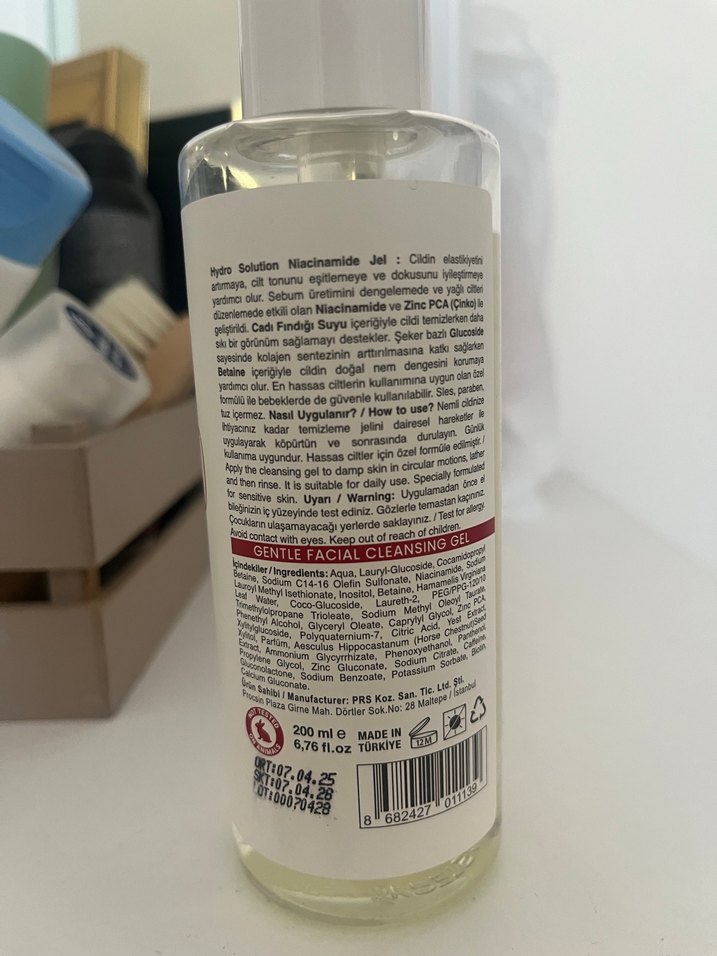 Hydro Solution Niacinamide Jel : Cildin elastikiyetini
artırmaya, cilt tonunu eşitlemeye ve dokusunu iyileştirmeye
yardımcı olur. Sebum üretimini dengelemede ve yağlı ciltleri
düzenlemede etkili olan Niacinamide ve Zinc PCA (Çinko) ile
geliştirildi. Cadı Fındığı Suyu içeriğiyle cildi temizlerken daha
sıkı bir görünüm sağlamayı destekler. Şeker bazlı Glucoside
sayesinde kolajen sentezinin arttırılmasına katkı sağlarken
Betaine içeriğiyle cildin doğal nem dengesini korumaya
yardımcı olur. En hassas ciltlerin kullanımına uygun olan özel
formülü ile bebeklerde de güvenle kullanılabilir. Sles, paraben,
tuz içermez. Nasıl Uygulanır? / How to use? Nemli cildinize
ihtiyacınız kadar temizleme jelini dairesel hareketler ile
uygulayarak köpürtün ve sonrasında durulayın. Günlük
kullanıma uygundur. Hassas ciltler için özel formüle edilmiştir. /
Apply the cleansing gel to damp skin in circular motions, lather
and then rinse. It is suitable for daily use. Specially formulated
for sensitive skin. Uyarı / Warning: Uygulamadan önce el
bileğinizin iç yüzeyinde test ediniz. Gözlerle temastan kaçınınız.
Çocukların ulaşamayacağı yerlerde saklayınız. / Test for allergy.
Avoid contact with eyes. Keep out of reach of children.
GENTLE FACIAL CLEANSING GEL
İçindekiler / Ingredients: Aqua, Lauryl-Glucoside, Cocamidopropyl
Betaine, Sodium C14-16 Olefin Sulfonate, Niacinamide, Sodium
Lauroyl Methyl Isethionate, Inositol, Betaine, Hamamelis Virginiana
Leaf Water, Coco-Glucoside, Laureth-2, PEG/PPG-120/10
Trimethylolpropane Trioleate, Sodium Methyl Oleoyl Taurate,
Phenethyl Alcohol, Glyceryl Oleate, Caprylyl Glycol, Zinc PCA,
Xylitylglucoside, Polyquaternium-7, Citric Acid, Yeast Extract,
Xylitol, Parfüm, Aesculus Hippocastanum (Horse Chestnut)Seed
Extract, Ammonium Glycyrrhizate, Phenoxyethanol, Panthenol,
Propylene Glycol, Zinc Gluconate, Sodium Citrate, Caffeine,
Gluconolactone, Sodium Benzoate, Potassium Sorbate, Biotin,
Calcium Gluconate.
Ürün Sahibi / Manufacturer: PRS Koz. San. Tic. Ltd. Şti.
Procsin Plaza Girne Mah. Dörtler Sok.No: 28 Maltepe / İstanbul
NOT TESTED
ON ANIMALS
200 ml e
6,76 fl.oz
MADE IN
TÜRKİYE
12M
ÜRT:07.04.25
SKT:07.04.28
LOT:00070428
8 682427 011139